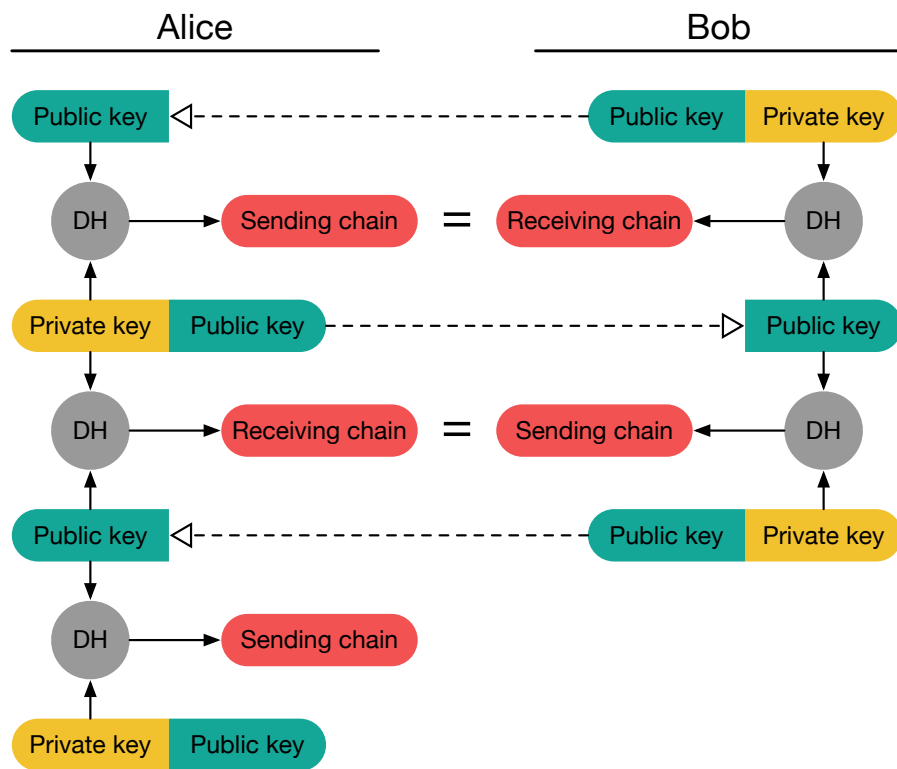 Alice Bob
Public key Public key Private key
DH Sending chain = Receiving chain DH
Private key Public key Public key
DH Receiving chain = Sending chain DH
Public key Public key Private key
DH Sending chain
Private key Public key